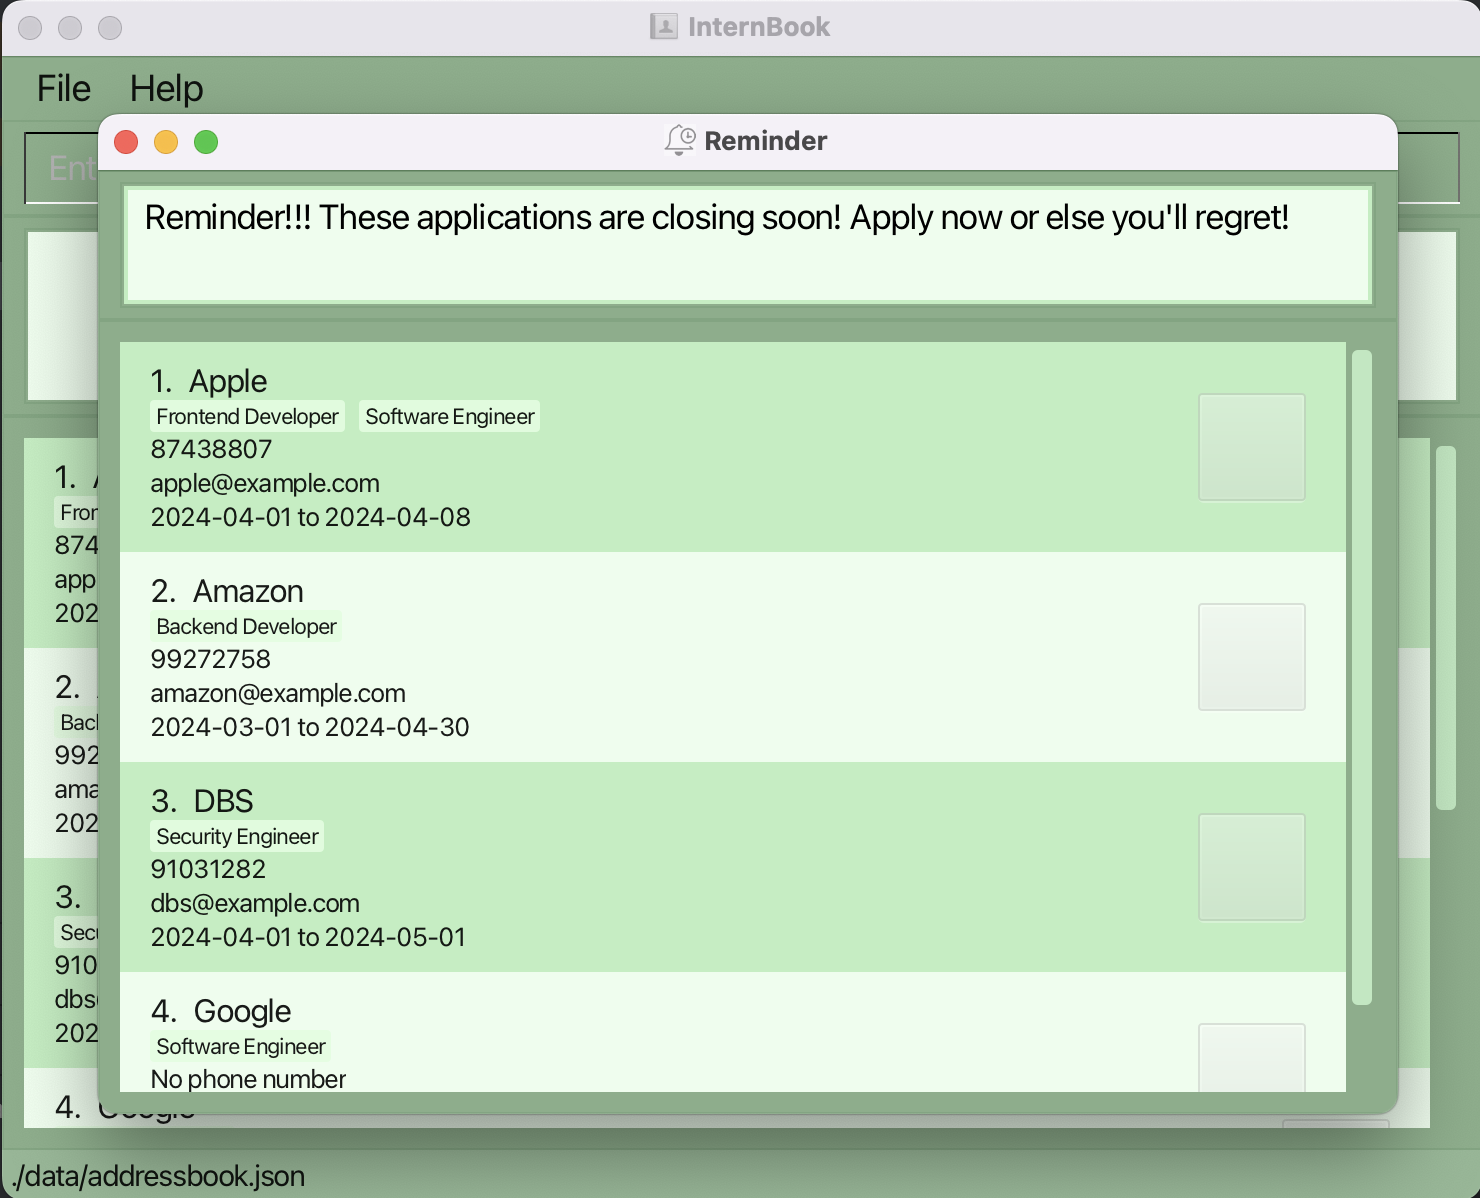 InternBook
File Help
Ent
Reminder
Reminder!!! These applications are closing soon! Apply now or else you'll regret!
1. Apple
Frontend Developer Software Engineer
87438807
apple@example.com
2024-04-01 to 2024-04-08
2. Amazon
Backend Developer
99272758
amazon@example.com
2024-03-01 to 2024-04-30
3. DBS
Security Engineer
91031282
dbs@example.com
2024-04-01 to 2024-05-01
4. Google
Software Engineer
No phone number
1.
Fron
874
app
202
2.
Bac
992
ama
202
3.
Sec
910
dbs
202
4. Google
./data/addressbook.json